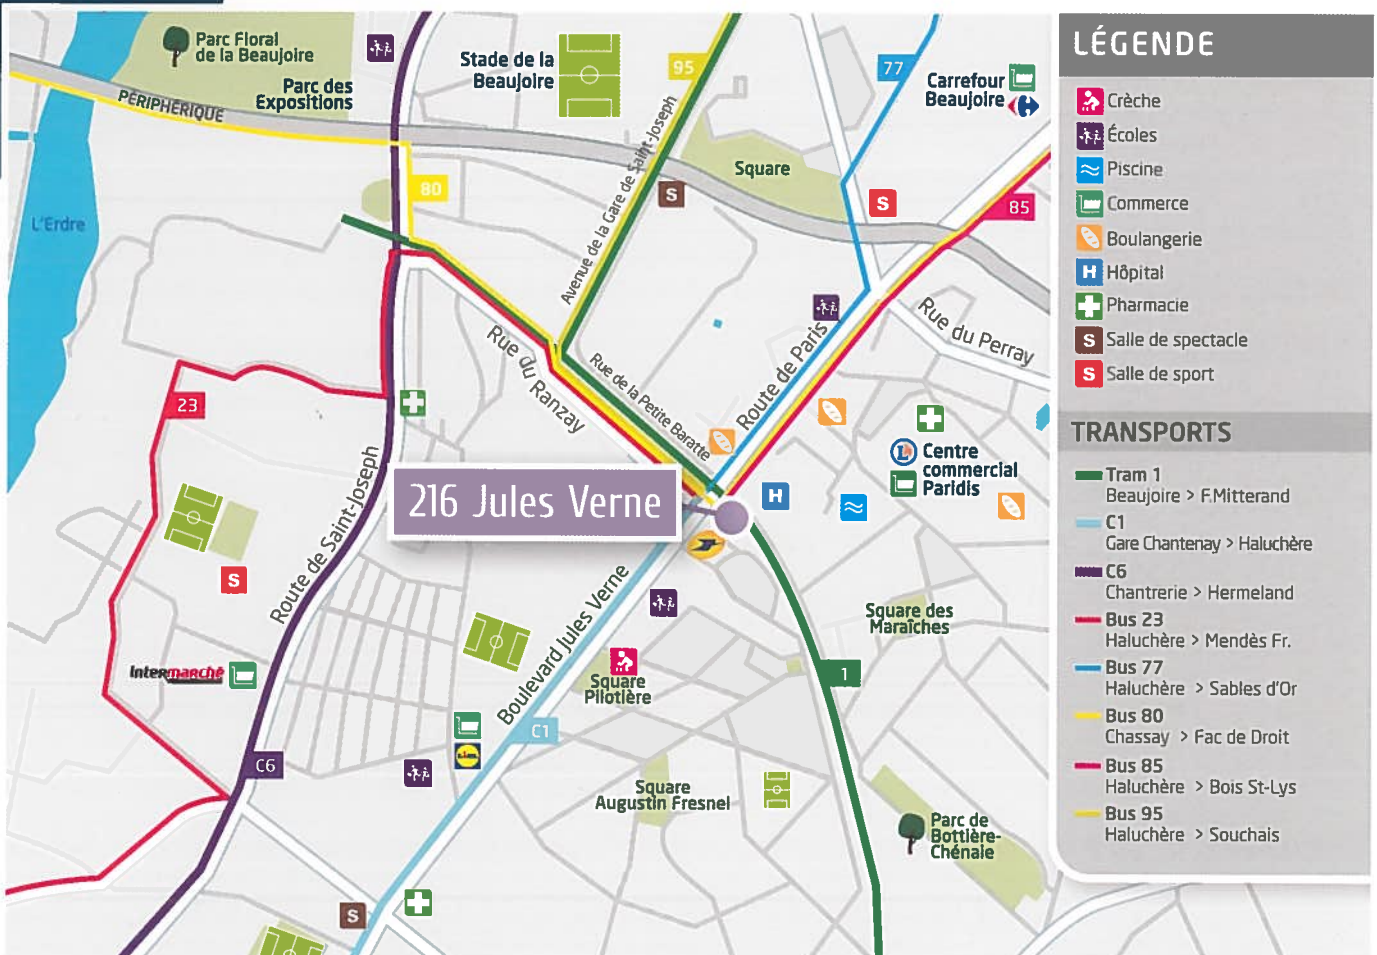 Parc Floral
de la Beaujoire
Parc des
Expositions
PÉRIPHÉRIQUE
Stade de la
Beaujoire
95
77
Carrefour
Beaujoire
Avenue de la Gare de Saint-Joseph
Square
S
S
80
85
L'Erdre
Rue du Perray
Rue du Ranzay
Rue de la Petite Baratte
Route de Paris
23
Route de Saint-Joseph
216 Jules Verne
H
L
Centre
commercial
Paridis
S
Boulevard Jules Verne
Square des
Maraîches
Intermarché
Square
Pilotière
1
C1
C6
Square
Augustin Fresnel
Parc de
Bottière-
Chénaie
S
LÉGENDE
Crèche
Écoles
Piscine
Commerce
Boulangerie
H Hôpital
Pharmacie
S Salle de spectacle
S Salle de sport
TRANSPORTS
Tram 1
Beaujoire > F.Mitterand
C1
Gare Chantenay > Haluchère
C6
Chantrerie > Hermeland
Bus 23
Haluchère > Mendès Fr.
Bus 77
Haluchère > Sables d'Or
Bus 80
Chassay > Fac de Droit
Bus 85
Haluchère > Bois St-Lys
Bus 95
Haluchère > Souchais